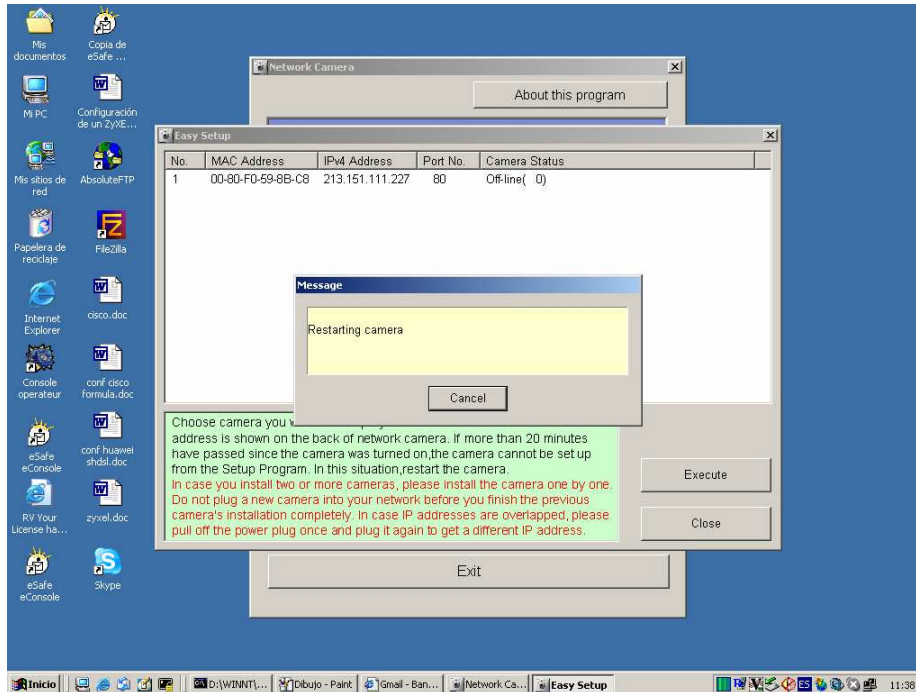 Mis
documentos
Copia de
eSafe ...
Mi PC
Configuración
de un ZyXE...
Mis sitios de
red
AbsoluteFTP
Papelera de
reciclaje
FileZilla
Internet
Explorer
cisco.doc
Console
operateur
conf cisco
formula.doc
eSafe
eConsole
conf huawei
shdsl.doc
RV Your
License ha...
zyxel.doc
eSafe
eConsole
Skype
Network Camera
About this program
Easy Setup
No. MAC Address IPv4 Address Port No. Camera Status
1 00-80-F0-59-8B-C8 213.151.111.227 80 Off-line( 0)
Message
Restarting camera
Cancel
Choose camera you
address is shown on the back of network camera. If more than 20 minutes
have passed since the camera was turned on,the camera cannot be set up
from the Setup Program. In this situation,restart the camera.
In case you install two or more cameras, please install the camera one by one.
Do not plug a new camera into your network before you finish the previous
camera's installation completely. In case IP addresses are overlapped, please
pull off the power plug once and plug it again to get a different IP address.
Execute
Close
Exit
Inicio
D:\WINNT\...
Dibujo - Paint
Gmail - Ban...
Network Ca...
Easy Setup
ES
11:38